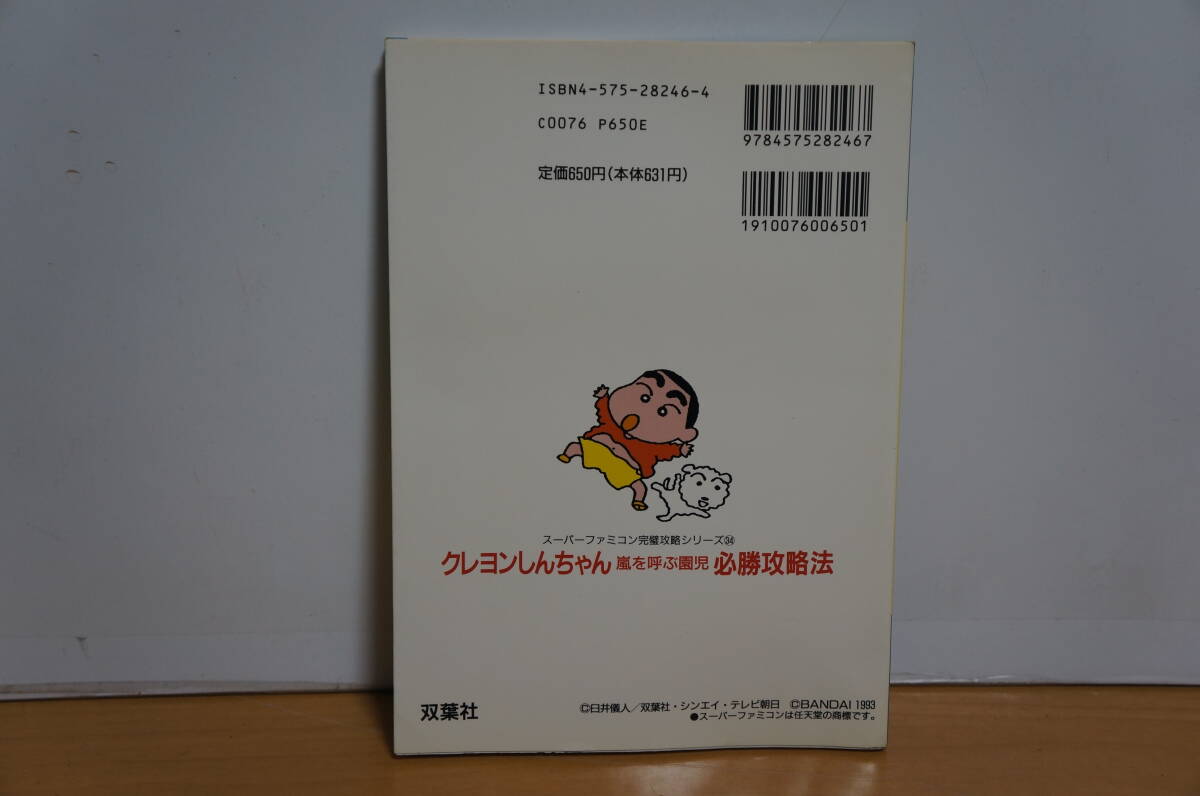 ISBN4-575-28246-4
9784575282467
C0076 P650E
定価650円(本体631円)
1910076006501
スーパーファミコン完璧攻略シリーズ㉞
クレヨンしんちゃん 嵐を呼ぶ園児 必勝攻略法
双葉社
©臼井儀人／双葉社・シンエイ・テレビ朝日 ©BANDAI 1993
●スーパーファミコンは任天堂の商標です。